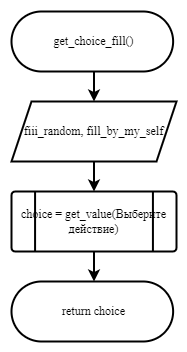 get_choice_fill()
fiii_random, fill_by_my_self
choice = get_value(Выберите
действие)
return choice